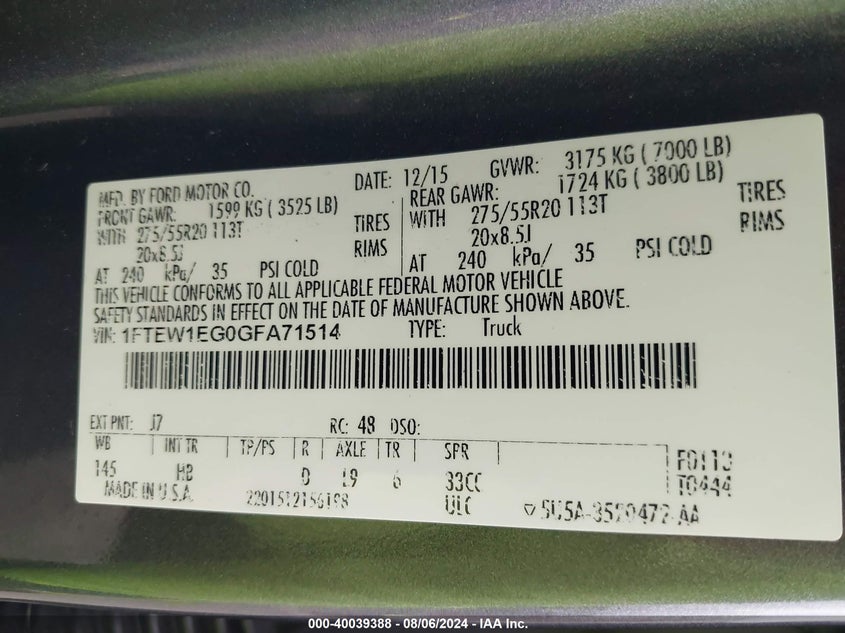 MFD. BY FORD MOTOR CO. DATE: 12/15 GVWR: 3175 KG ( 7000 LB)
FRONT GAWR: 1599 KG ( 3525 LB) REAR GAWR: 1724 KG ( 3800 LB)
WITH 275/55R20 113T TIRES WITH 275/55R20 113T TIRES
20x8.5J RIMS 20x8.5J RIMS
AT 240 kPa/ 35 PSI COLD AT 240 kPa/ 35 PSI COLD
THIS VEHICLE CONFORMS TO ALL APPLICABLE FEDERAL MOTOR VEHICLE
SAFETY STANDARDS IN EFFECT ON THE DATE OF MANUFACTURE SHOWN ABOVE.
VIN: 1FTEW1EG0GFA71514 TYPE: Truck
EXT PNT: J7 RC: 48 DSO:
WB INT TR TP/PS R AXLE TR SPR
145 HB D 19 6 33CC
MADE IN U.S.A. ULC
T0444
000-40039388 - 08/06/2024 - IAA Inc.